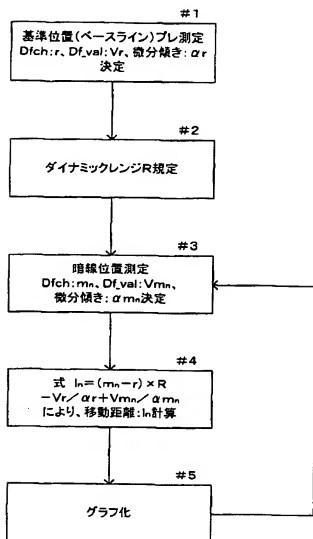 #1
基準位置(ベースライン)プレ測定
Dfch:r、Df_val:Vr、微分傾き:αr
決定
#2
ダイナミックレンジR規定
#3
暗線位置測定
Dfch:mn、Df_val:Vmn、
微分傾き:αmn決定
#4
式 ln=(mn−r)×R
−Vr/αr+Vmn/αmn
により、移動距離:ln計算
#5
グラフ化